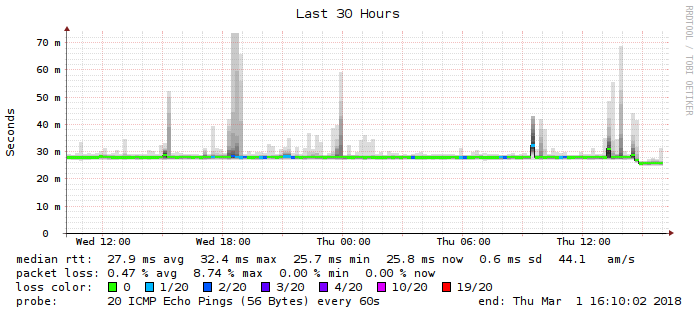 Last 30 Hours
RRDTOOL / TOBI OETIKER
Seconds
70 m
60 m
50 m
40 m
30 m
20 m
10 m
0
Wed 12:00 Wed 18:00 Thu 00:00 Thu 06:00 Thu 12:00
median rtt: 27.9 ms avg 32.4 ms max 25.7 ms min 25.8 ms now 0.6 ms sd 44.1 am/s
packet loss: 0.47 % avg 8.74 % max 0.00 % min 0.00 % now
loss color: 0 1/20 2/20 3/20 4/20 10/20 19/20
probe: 20 ICMP Echo Pings (56 Bytes) every 60s end: Thu Mar 1 16:10:02 2018